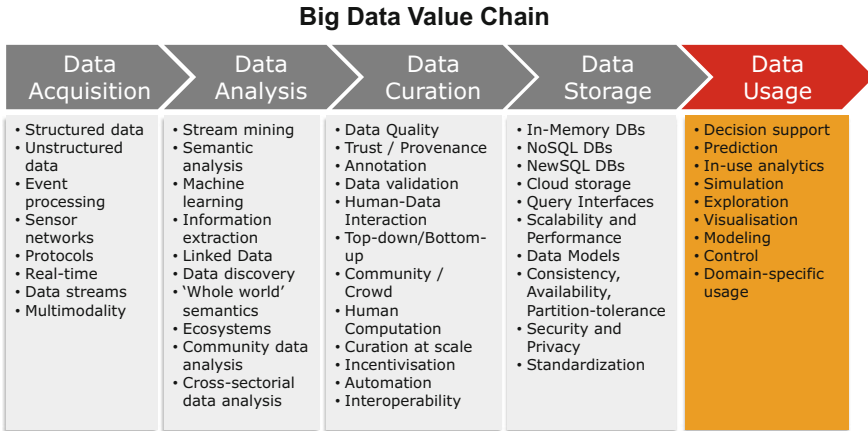 Big Data Value Chain
Data
Acquisition
Data
Analysis
Data
Curation
Data
Storage
Data
Usage
• Structured data
• Unstructured
data
• Event
processing
• Sensor
networks
• Protocols
• Real-time
• Data streams
• Multimodality
• Stream mining
• Semantic
analysis
• Machine
learning
• Information
extraction
• Linked Data
• Data discovery
• ‘Whole world’
semantics
• Ecosystems
• Community data
analysis
• Cross-sectorial
data analysis
• Data Quality
• Trust / Provenance
• Annotation
• Data validation
• Human-Data
Interaction
• Top-down/Bottom-
up
• Community /
Crowd
• Human
Computation
• Curation at scale
• Incentivisation
• Automation
• Interoperability
• In-Memory DBs
• NoSQL DBs
• NewSQL DBs
• Cloud storage
• Query Interfaces
• Scalability and
Performance
• Data Models
• Consistency,
Availability,
Partition-tolerance
• Security and
Privacy
• Standardization
• Decision support
• Prediction
• In-use analytics
• Simulation
• Exploration
• Visualisation
• Modeling
• Control
• Domain-specific
usage